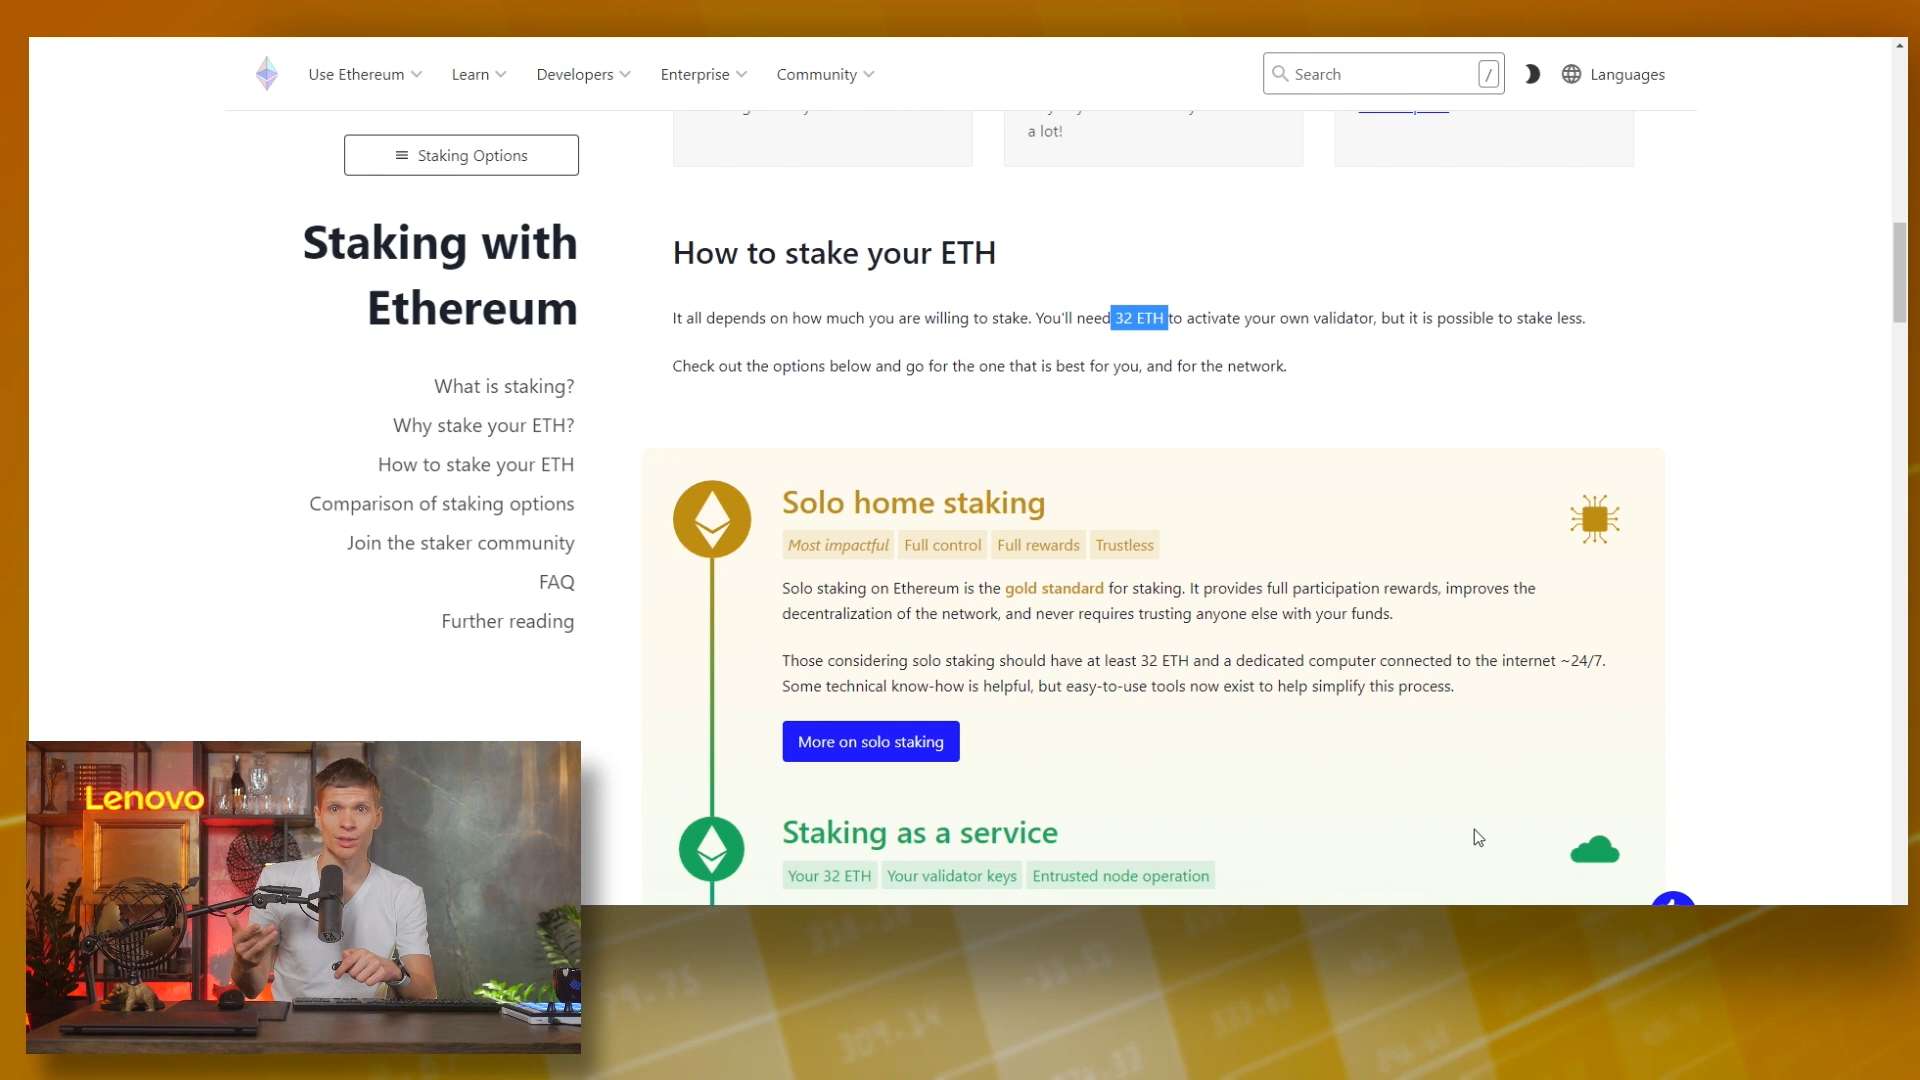 Use Ethereum Learn Developers Enterprise Community Search / Languages
a lot!
Staking Options
Staking with
Ethereum
What is staking?
Why stake your ETH?
How to stake your ETH
Comparison of staking options
Join the staker community
FAQ
Further reading
How to stake your ETH
It all depends on how much you are willing to stake. You'll need 32 ETH to activate your own validator, but it is possible to stake less.
Check out the options below and go for the one that is best for you, and for the network.
Solo home staking
Most impactful Full control Full rewards Trustless
Solo staking on Ethereum is the gold standard for staking. It provides full participation rewards, improves the
decentralization of the network, and never requires trusting anyone else with your funds.
Those considering solo staking should have at least 32 ETH and a dedicated computer connected to the internet ~24/7.
Some technical know-how is helpful, but easy-to-use tools now exist to help simplify this process.
More on solo staking
Staking as a service
Your 32 ETH Your validator keys Entrusted node operation
Lenovo